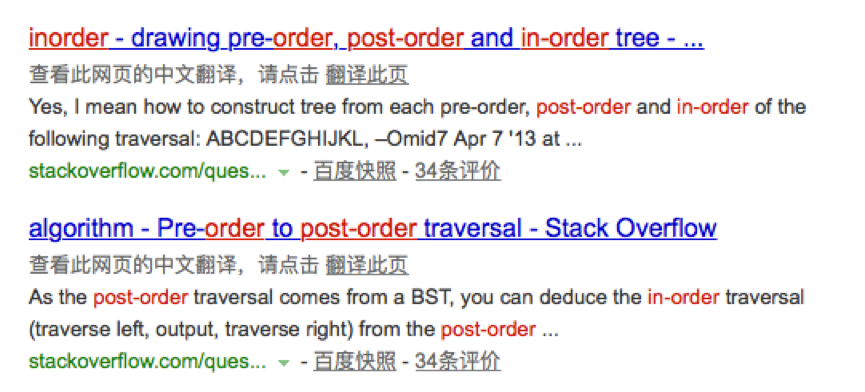 inorder - drawing pre-order, post-order and in-order tree - ...
查看此网页的中文翻译，请点击 翻译此页
Yes, I mean how to construct tree from each pre-order, post-order and in-order of the
following traversal: ABCDEFGHIJKL, –Omid7 Apr 7 '13 at ...
stackoverflow.com/ques... - 百度快照 - 34条评价
algorithm - Pre-order to post-order traversal - Stack Overflow
查看此网页的中文翻译，请点击 翻译此页
As the post-order traversal comes from a BST, you can deduce the in-order traversal
(traverse left, output, traverse right) from the post-order ...
stackoverflow.com/ques... - 百度快照 - 34条评价